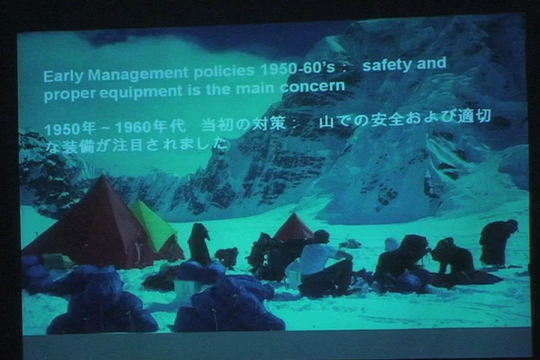 Early Management policies 1950-60's : safety and
proper equipment is the main concern
1950年~1960年代 当初の対策: 山での安全および適切
な装備が注目されました